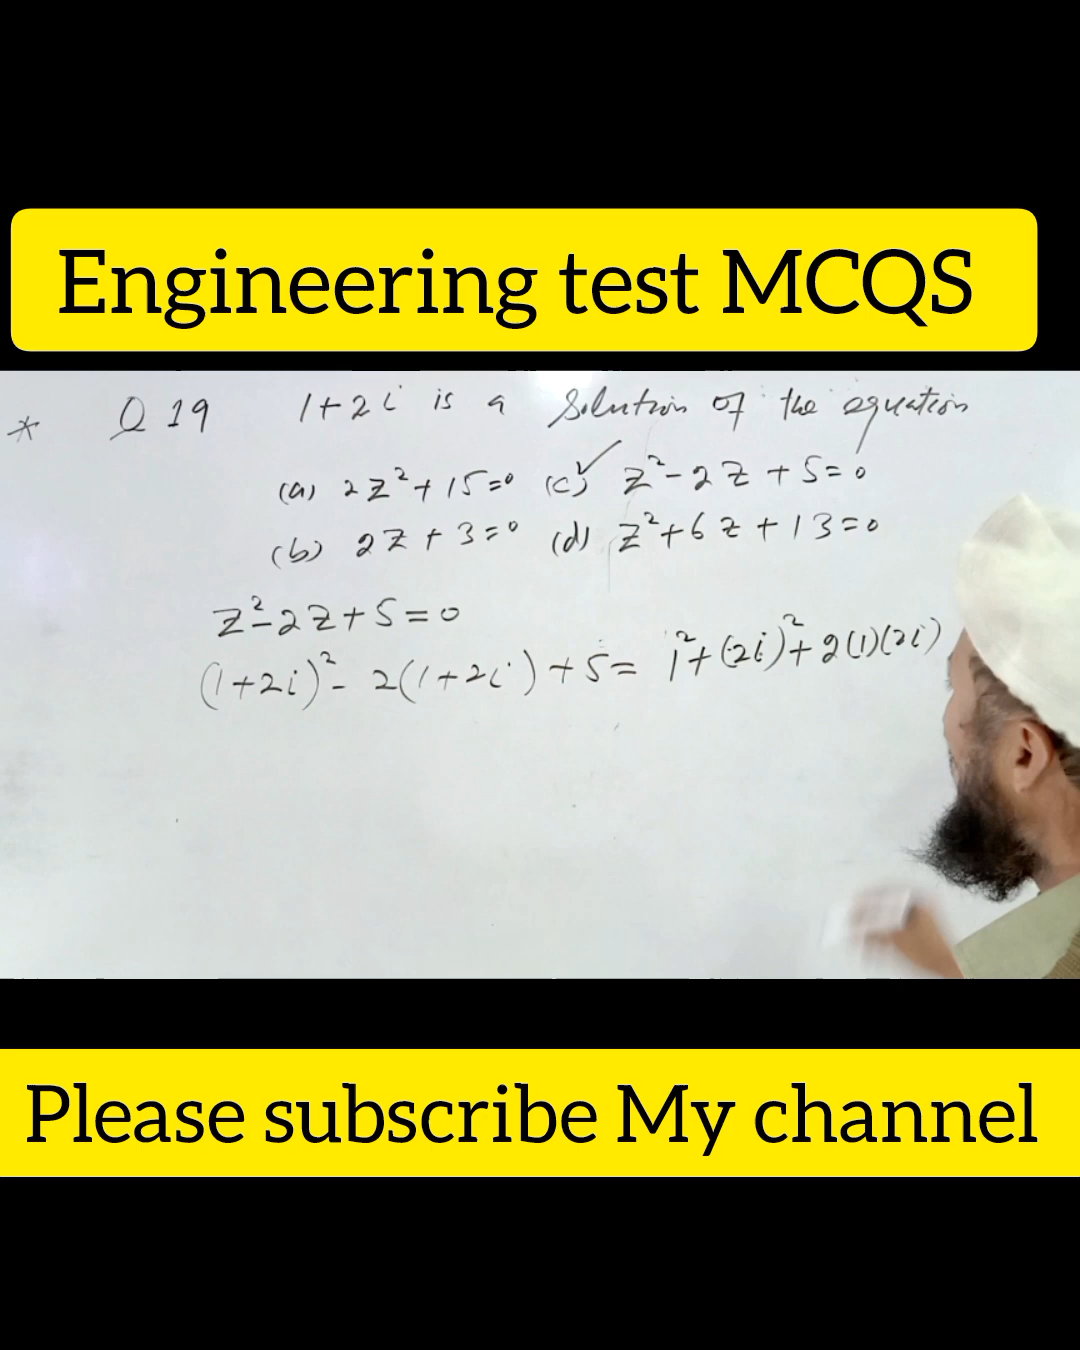 Engineering test MCQS
* Q 19 1+2i is a Solution of the equation
(a) 2z²+15=0 (c)✓ z²-2z+5=0
(b) 2z+3=0 (d) z²+6z+13=0
z²-2z+5=0
(1+2i)²-2(1+2i)+5= 1²+(2i)²+2(1)(2i)
Please subscribe My channel